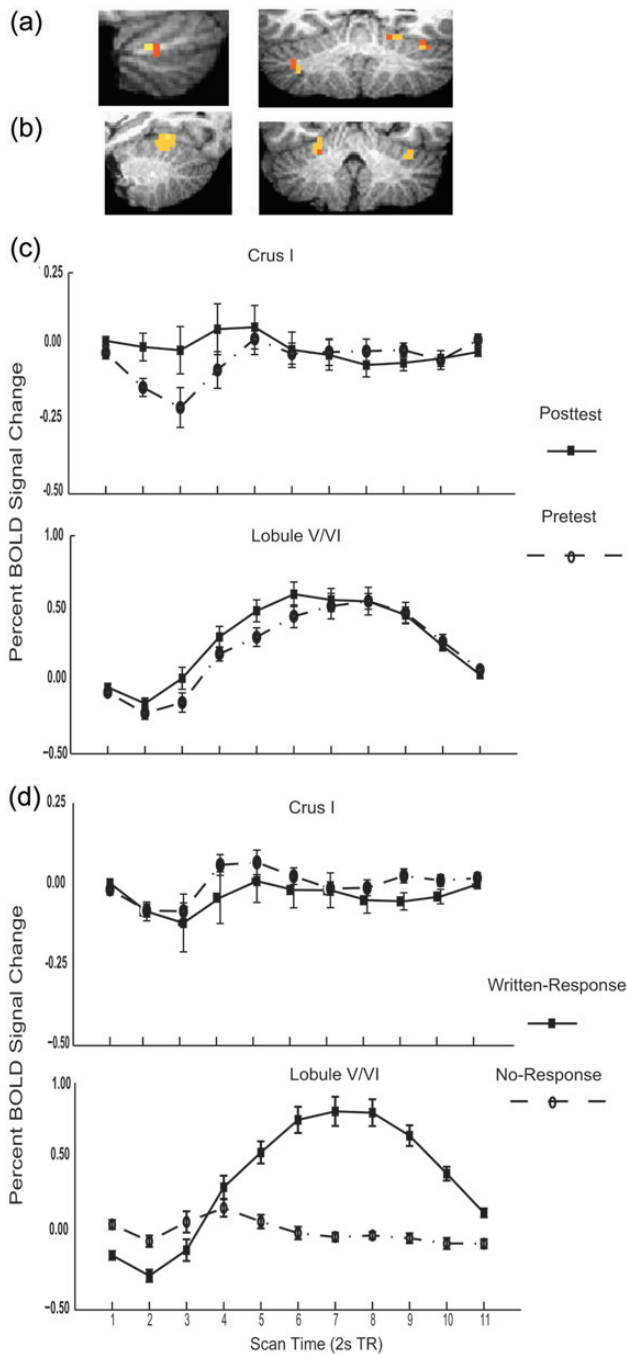 (a)
(b)
(c)
Crus I
0.25
0.00
-0.25
-0.50
Posttest
Pretest
Percent BOLD Signal Change
Lobule V/VI
1.00
0.50
0.00
-0.50
(d)
Crus I
0.25
0.00
-0.25
-0.50
Written-Response
No-Response
Percent BOLD Signal Change
Lobule V/VI
1.00
0.50
0.00
-0.50
1 2 3 4 5 6 7 8 9 10 11
Scan Time (2s TR)